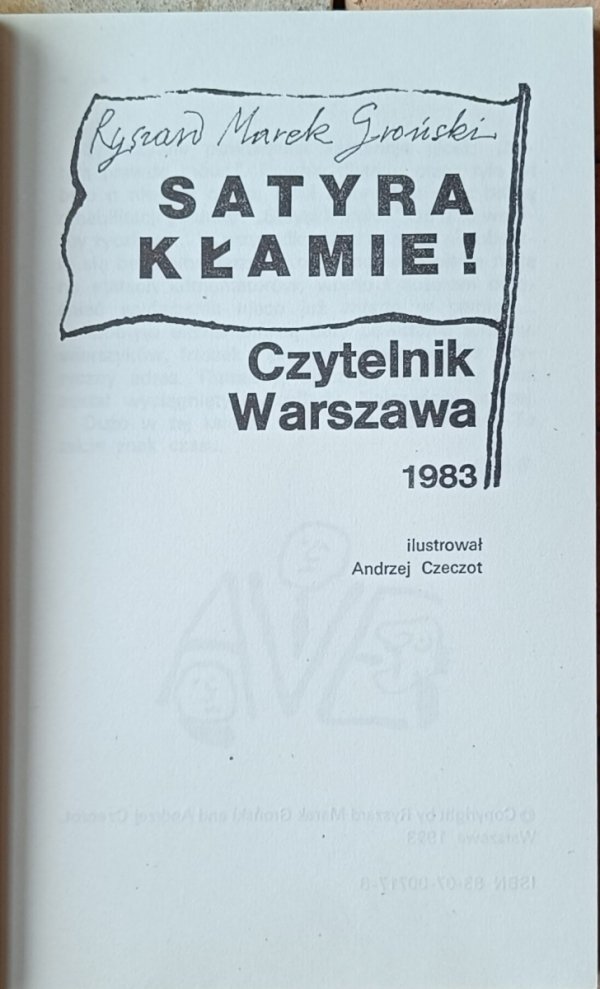 Ryszard Marek Groński
SATYRA
KŁAMIE!
Czytelnik
Warszawa
1983
ilustrował
Andrzej Czeczot
© Copyright by Ryszard Marek Groński and Andrzej Czeczot
Warszawa 1983